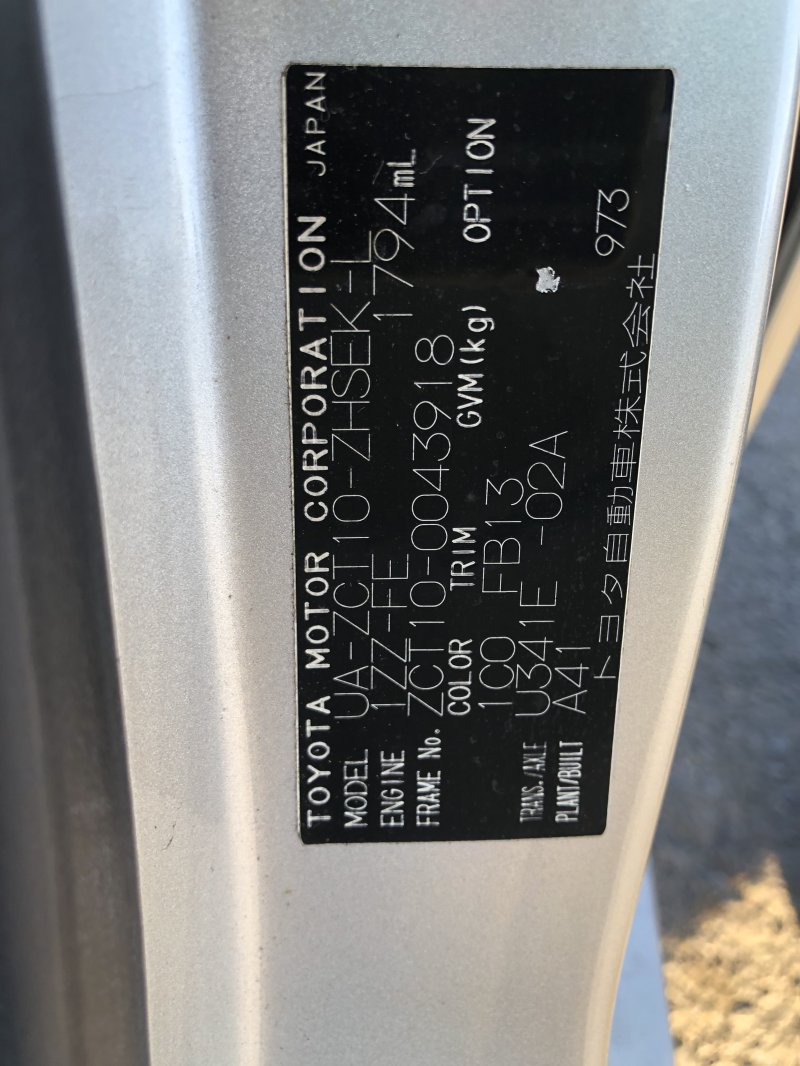 TOYOTA MOTOR CORPORATION JAPAN
MODEL UA-ZCT10-ZHSEK-L
ENGINE 1ZZ-FE 1794mL
FRAME No. ZCT10-0043918
COLOR TRIM GVM(kg) OPTION
1C0 FB13
TRANS./AXLE U341E -02A
PLANT/BUILT A41
トヨタ自動車株式会社 973